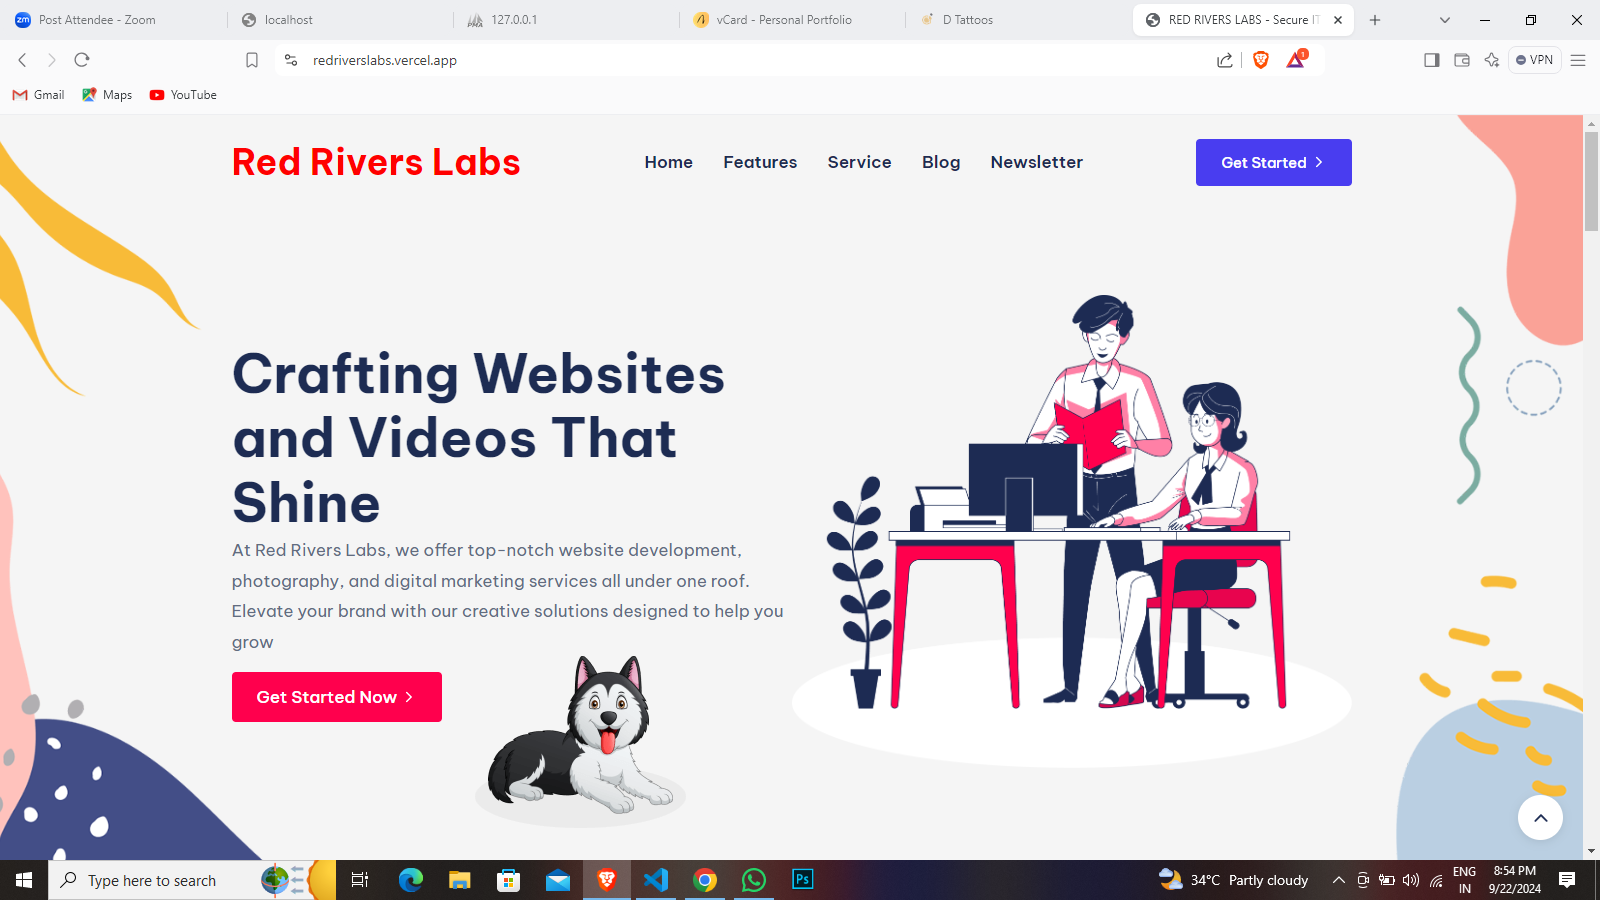 Post Attendee - Zoom
localhost
127.0.0.1
vCard - Personal Portfolio
D Tattoos
RED RIVERS LABS - Secure IT
redriverslabs.vercel.app
1
VPN
Gmail
Maps
YouTube
Red Rivers Labs
Home
Features
Service
Blog
Newsletter
Get Started
Crafting Websites
and Videos That
Shine
At Red Rivers Labs, we offer top-notch website development,
photography, and digital marketing services all under one roof.
Elevate your brand with our creative solutions designed to help you
grow
Get Started Now
Type here to search
Ps
34°C Partly cloudy
ENG
IN
8:54 PM
9/22/2024